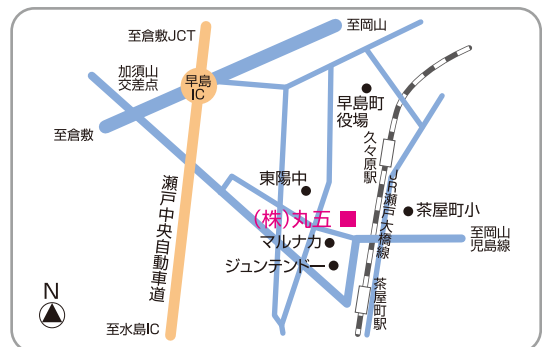 至倉敷JCT
至岡山
加須山
交差点
早島
IC
早島町
役場
至倉敷
久々原駅
東陽中
瀬戸中央自動車道
(株)丸五
JR瀬戸大橋線
茶屋町小
マルナカ
至岡山
児島線
ジュンテンドー
茶屋町駅
N
至水島IC